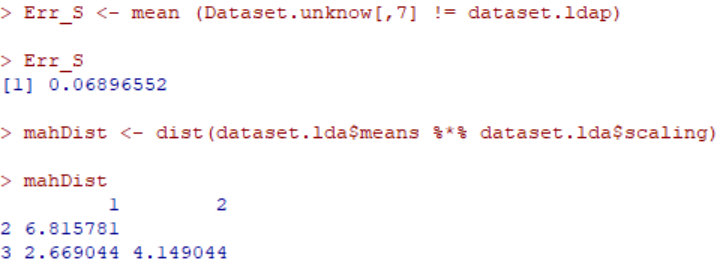 > Err_S <- mean (Dataset.unknow[,7] != dataset.ldap)
> Err_S
[1] 0.06896552
> mahDist <- dist(dataset.lda$means %*% dataset.lda$scaling)
> mahDist
1 2
2 6.815781
3 2.669044 4.149044